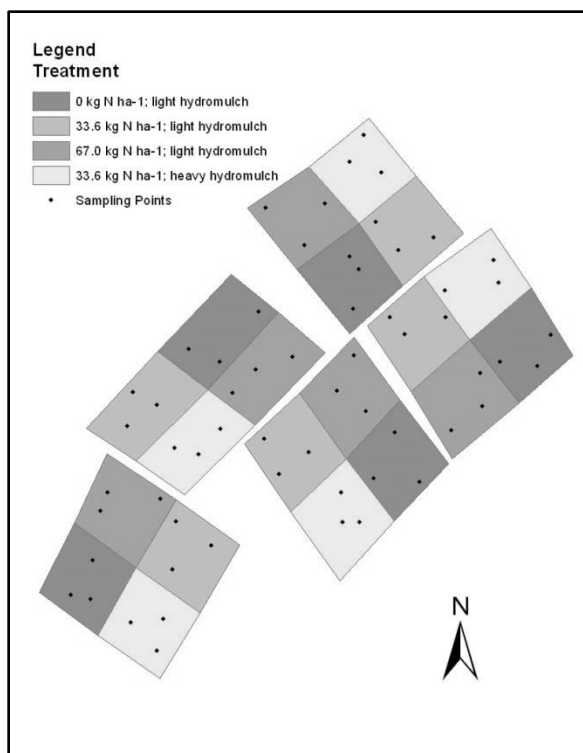 Legend
Treatment
0 kg N ha-1; light hydromulch
33.6 kg N ha-1; light hydromulch
67.0 kg N ha-1; light hydromulch
33.6 kg N ha-1; heavy hydromulch
Sampling Points
N